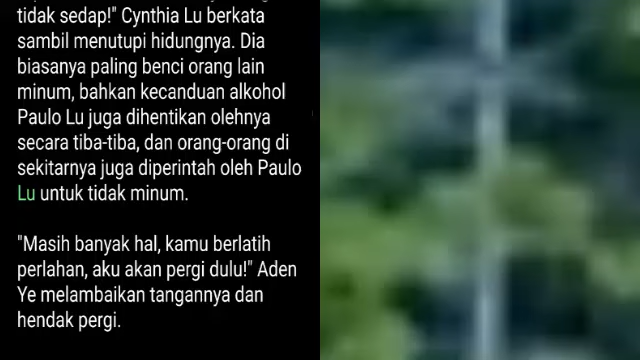 tidak sedap!" Cynthia Lu berkata
sambil menutupi hidungnya. Dia
biasanya paling benci orang lain
minum, bahkan kecanduan alkohol
Paulo Lu juga dihentikan olehnya
secara tiba-tiba, dan orang-orang di
sekitarnya juga diperintah oleh Paulo
Lu untuk tidak minum.
"Masih banyak hal, kamu berlatih
perlahan, aku akan pergi dulu!" Aden
Ye melambaikan tangannya dan
hendak pergi.